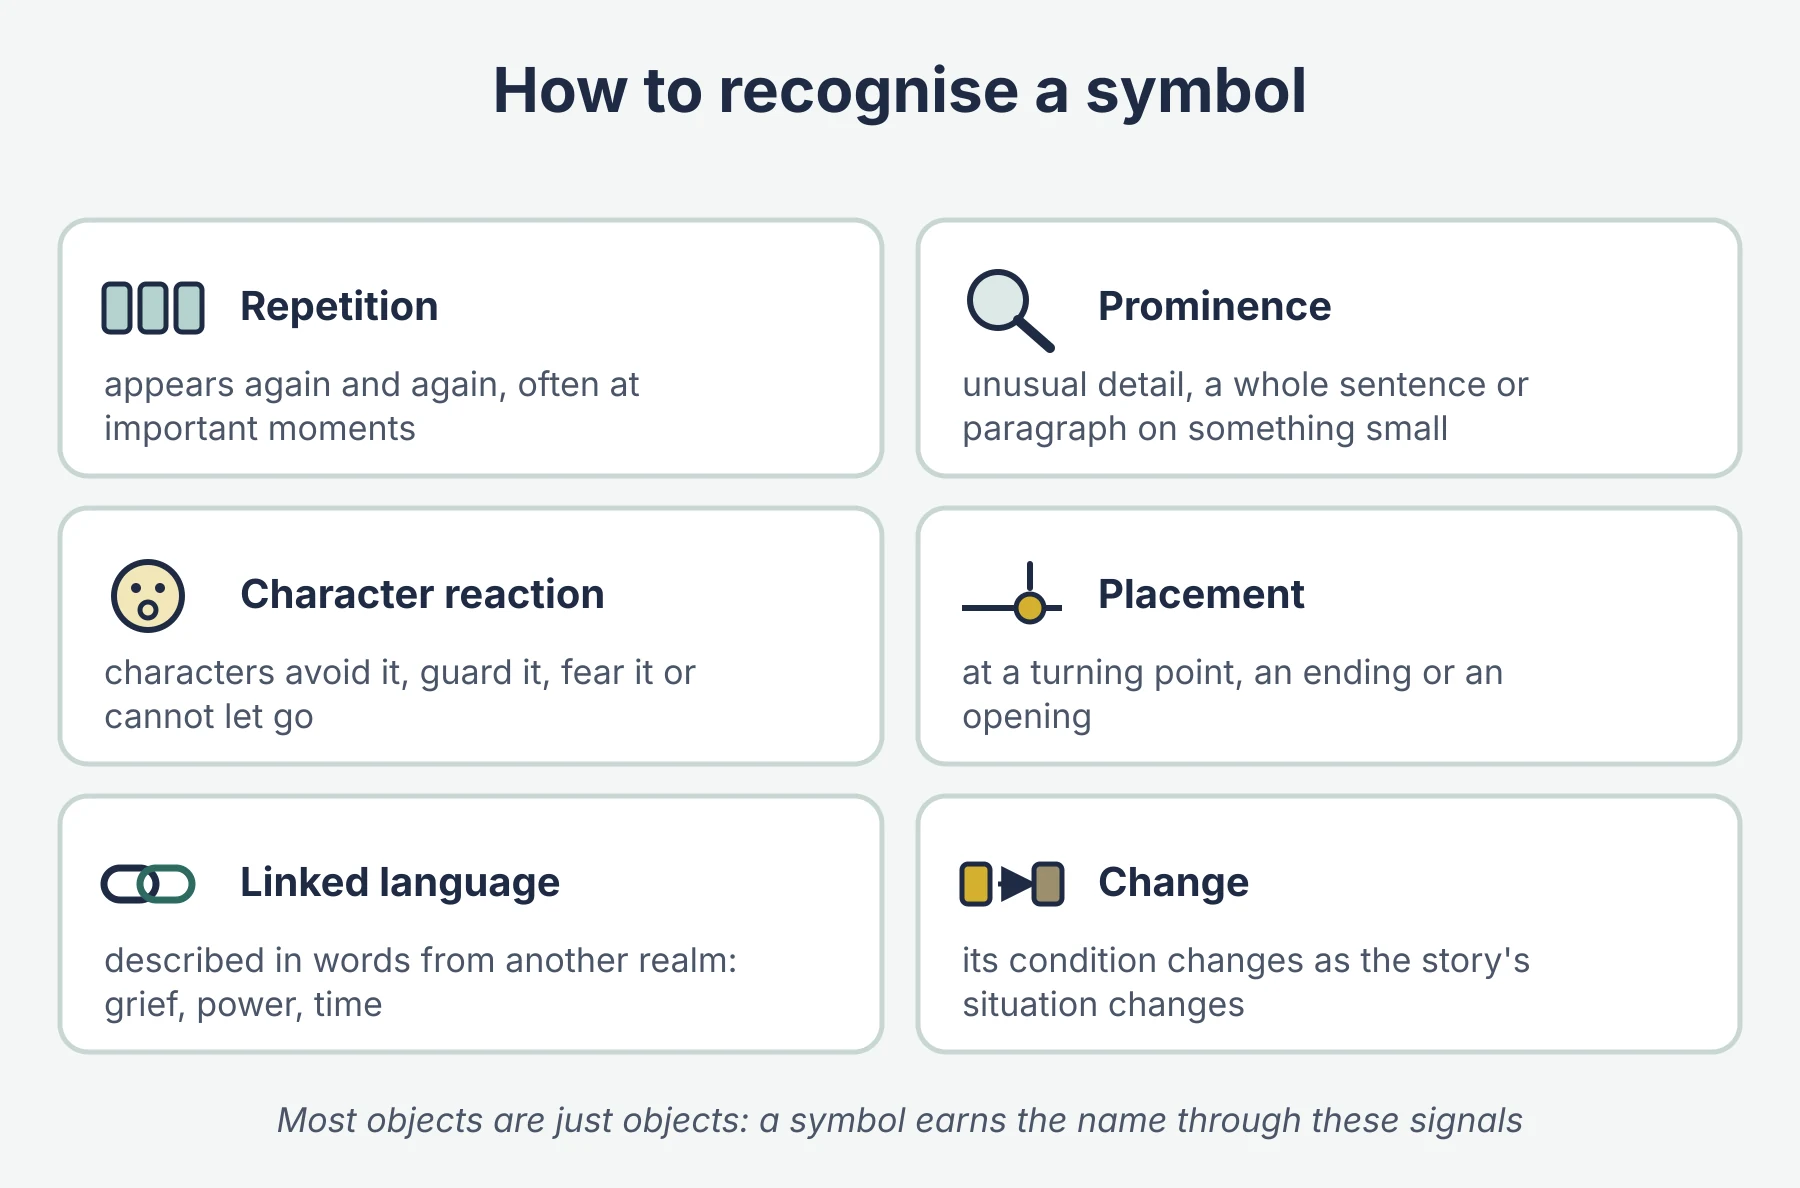 How to recognise a symbol
Repetition
appears again and again, often at
important moments
Prominence
unusual detail, a whole sentence or
paragraph on something small
Character reaction
characters avoid it, guard it, fear it or
cannot let go
Placement
at a turning point, an ending or an
opening
Linked language
described in words from another realm:
grief, power, time
Change
its condition changes as the story's
situation changes
Most objects are just objects: a symbol earns the name through these signals